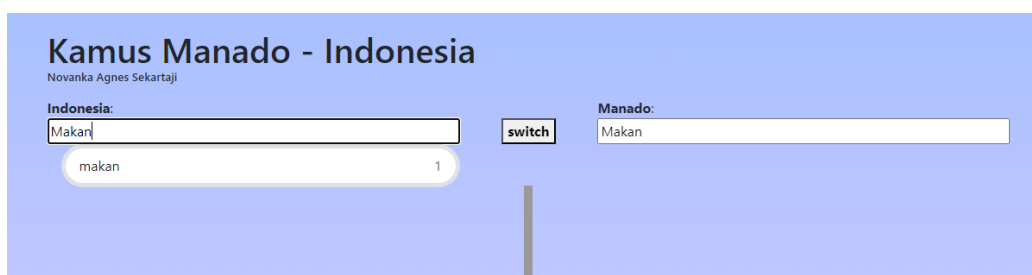 Kamus Manado - Indonesia
Novanka Agnes Sekartaji
Indonesia:
Makan
makan 1
switch
Manado:
Makan